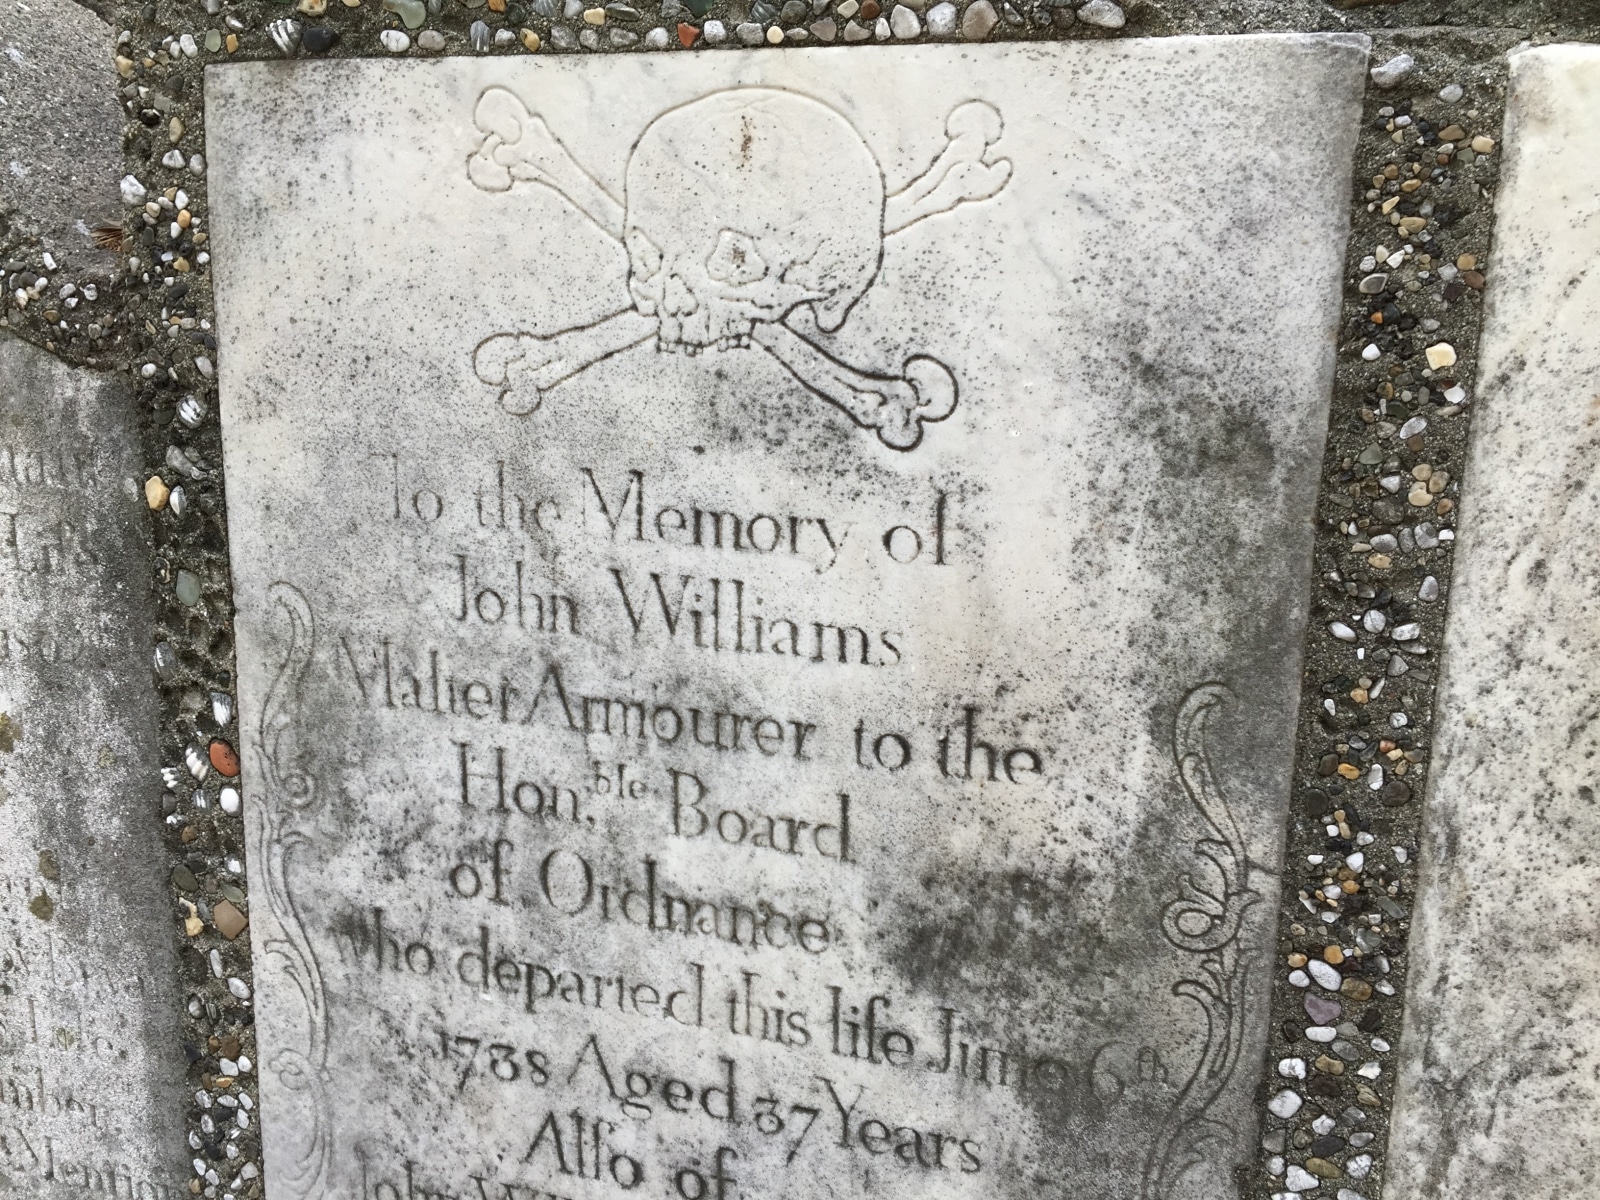 To the Memory of
John Williams
Maſter Armourer to the
Hon.ble Board
of Ordnance
who departed this life June 6th
1738 Aged 37 Years
Alſo of
John